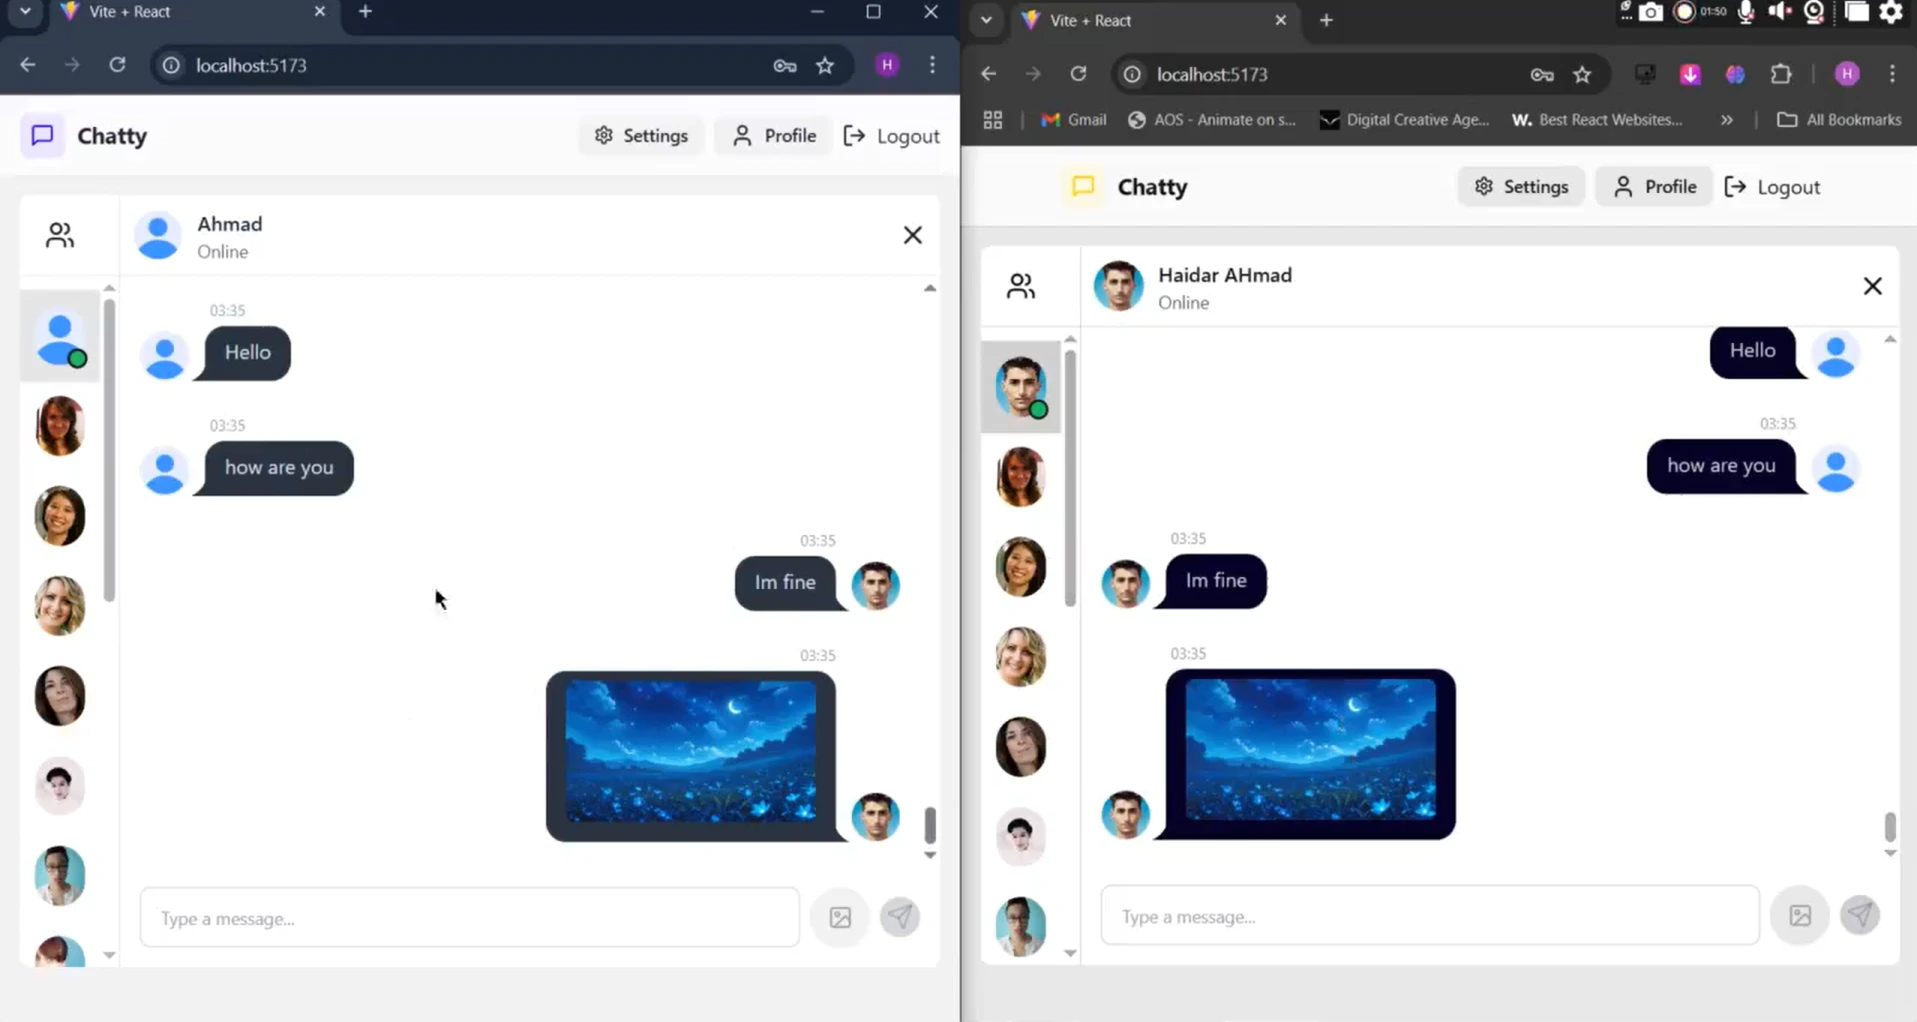 Vite + React
localhost:5173
H
Chatty
Settings
Profile
Logout
Ahmad
Online
03:35
Hello
03:35
how are you
03:35
Im fine
03:35
Type a message...
Vite + React
01:50
localhost:5173
H
Gmail
AOS - Animate on s...
Digital Creative Age...
W. Best React Websites...
All Bookmarks
Chatty
Settings
Profile
Logout
Haidar AHmad
Online
Hello
03:35
how are you
03:35
Im fine
03:35
Type a message...